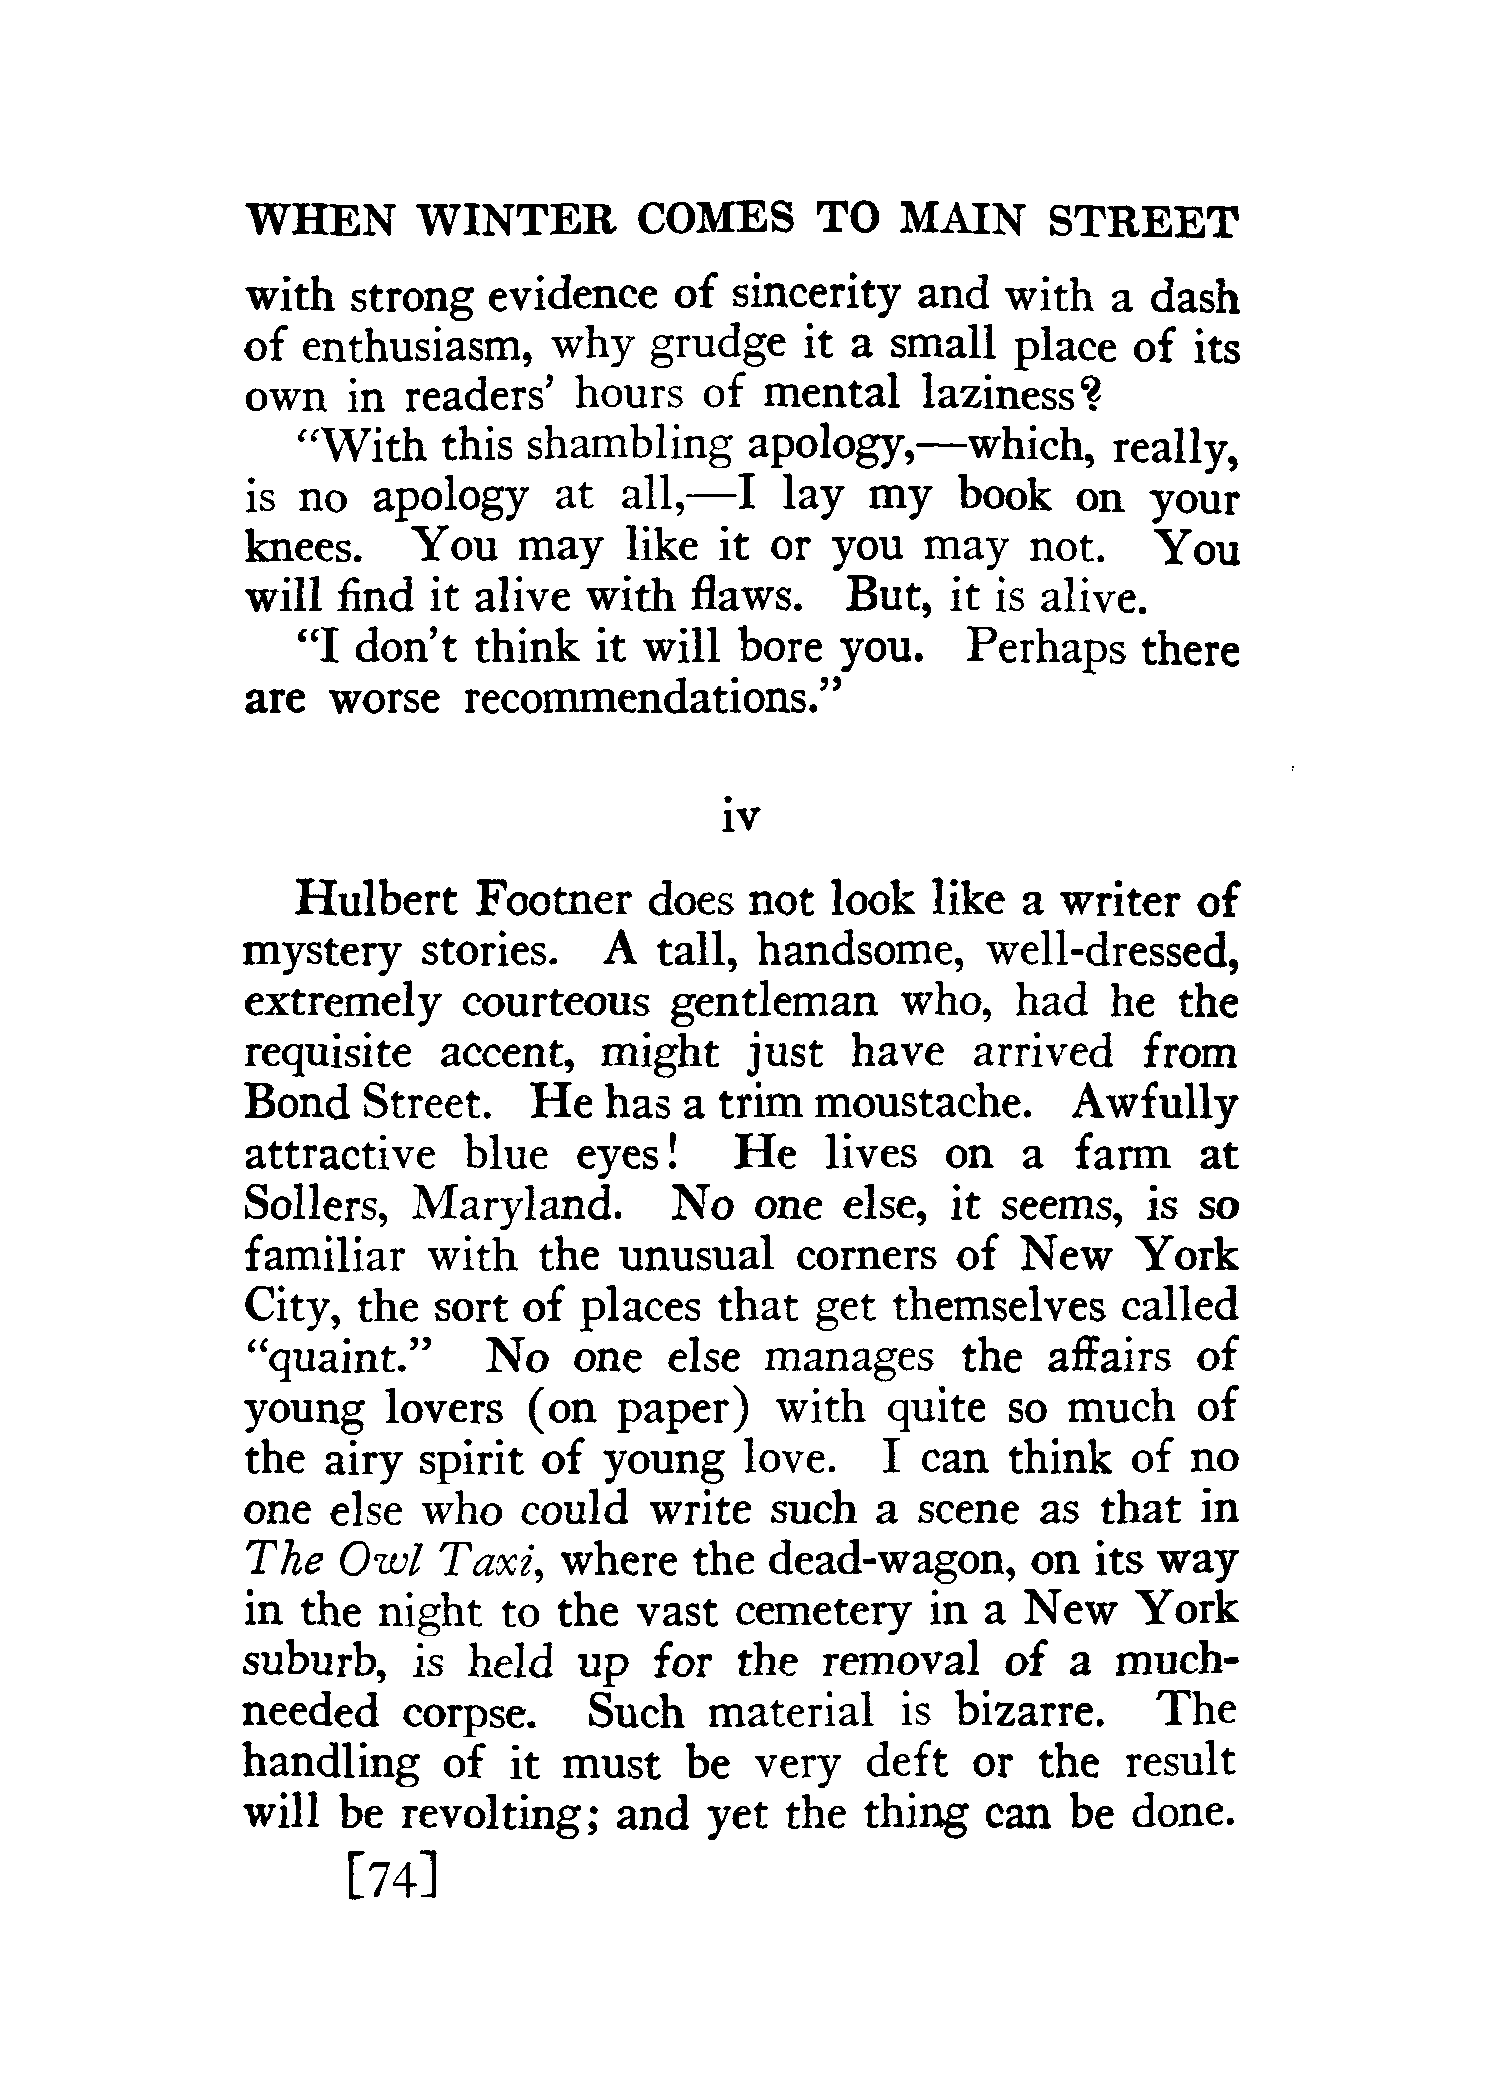 WHEN WINTER COMES TO MAIN STREET
with strong evidence of sincerity and with a dash
of enthusiasm, why grudge it a small place of its
own in readers' hours of mental laziness?
"With this shambling apology,—which, really,
is no apology at all,—I lay my book on your
knees. You may like it or you may not. You
will find it alive with flaws. But, it is alive.
"I don't think it will bore you. Perhaps there
are worse recommendations."
iv
Hulbert Footner does not look like a writer of
mystery stories. A tall, handsome, well-dressed,
extremely courteous gentleman who, had he the
requisite accent, might just have arrived from
Bond Street. He has a trim moustache. Awfully
attractive blue eyes! He lives on a farm at
Sollers, Maryland. No one else, it seems, is so
familiar with the unusual corners of New York
City, the sort of places that get themselves called
"quaint." No one else manages the affairs of
young lovers (on paper) with quite so much of
the airy spirit of young love. I can think of no
one else who could write such a scene as that in
The Owl Taxi, where the dead-wagon, on its way
in the night to the vast cemetery in a New York
suburb, is held up for the removal of a much-
needed corpse. Such material is bizarre. The
handling of it must be very deft or the result
will be revolting; and yet the thing can be done.
[74]